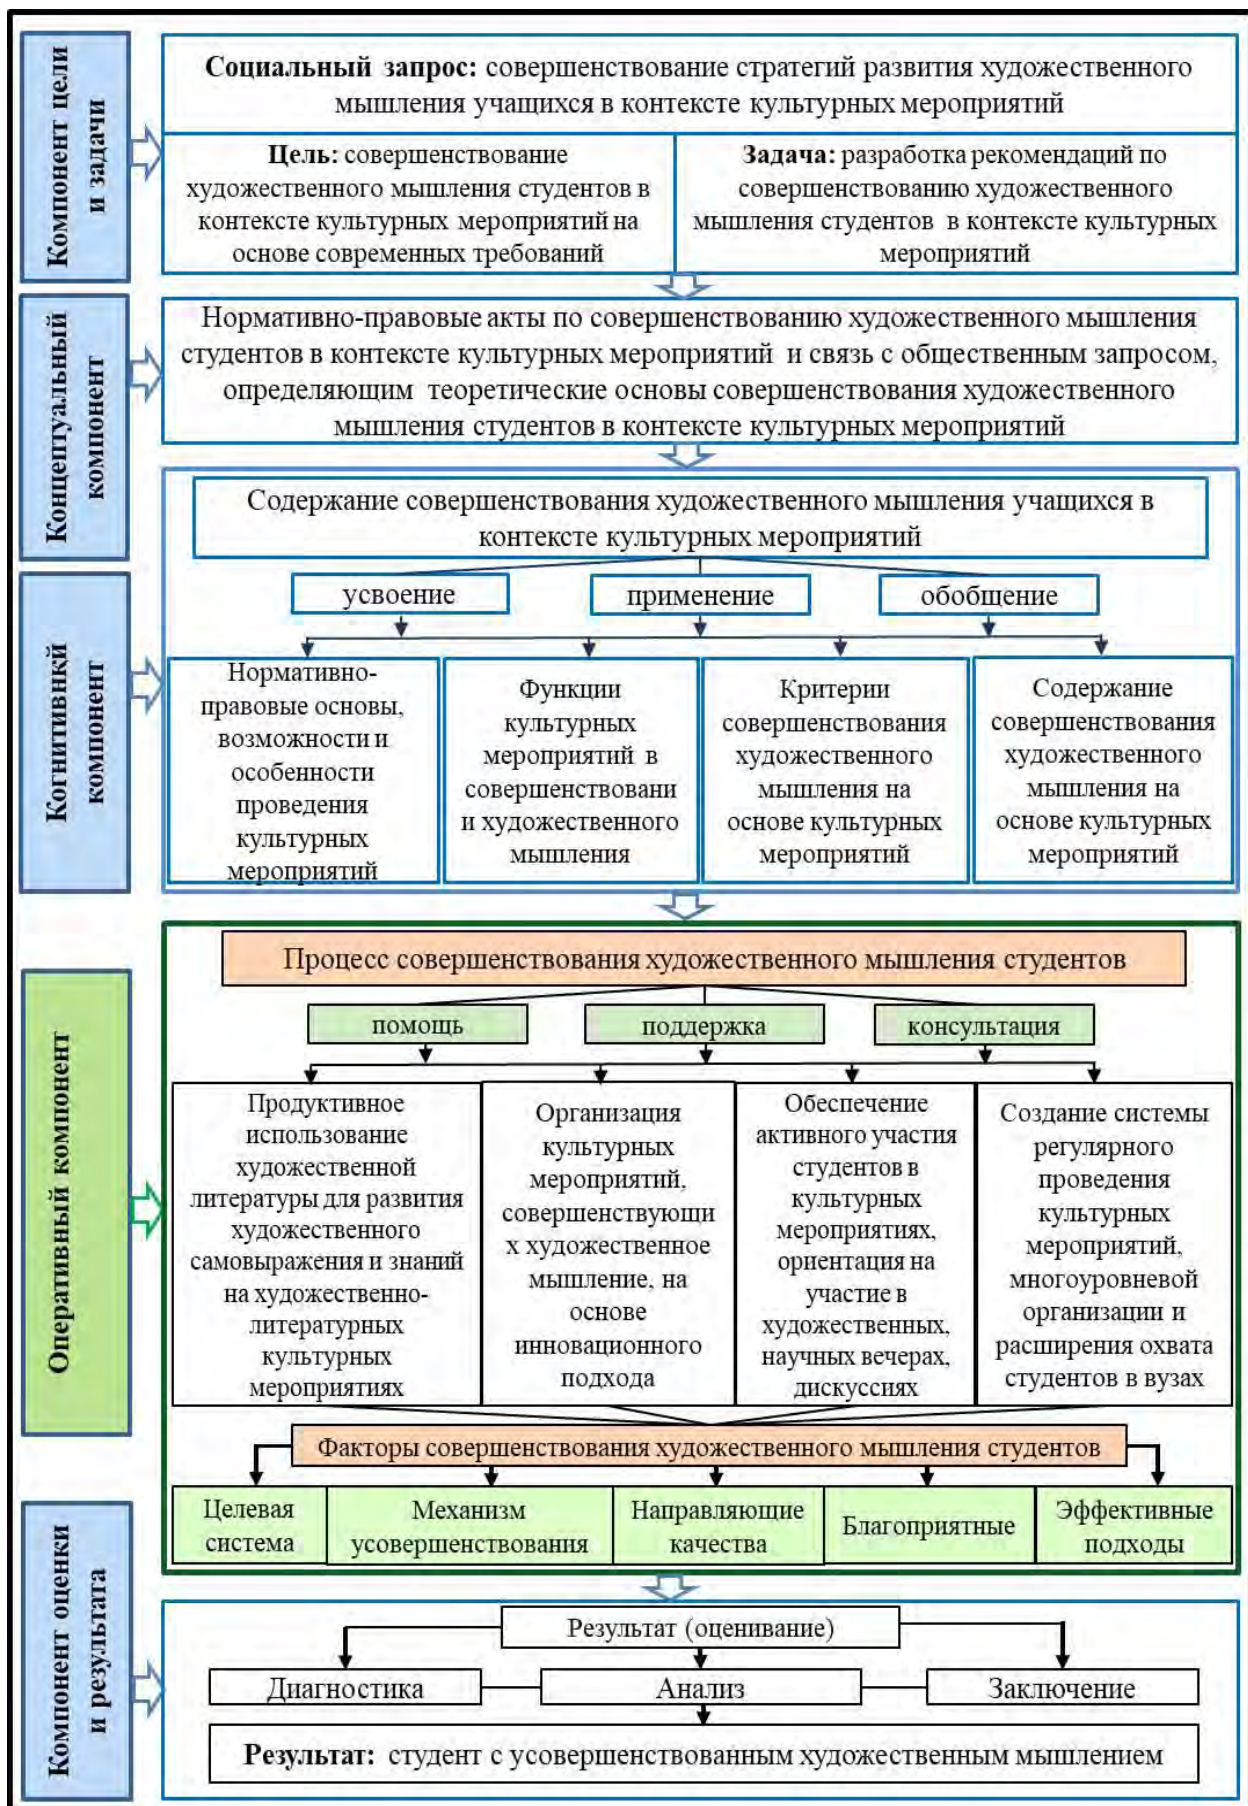 Компонент цели
и задачи
Социальный запрос: совершенствование стратегий развития художественного
мышления учащихся в контексте культурных мероприятий
Цель: совершенствование
художественного мышления студентов в
контексте культурных мероприятий на
основе современных требований
Задача: разработка рекомендаций по
совершенствованию художественного
мышления студентов в контексте культурных
мероприятий
Концептуальный
компонент
Нормативно-правовые акты по совершенствованию художественного мышления
студентов в контексте культурных мероприятий и связь с общественным запросом,
определяющим теоретические основы совершенствования художественного
мышления студентов в контексте культурных мероприятий
Когнитивнкй
компонент
Содержание совершенствования художественного мышления учащихся в
контексте культурных мероприятий
усвоение
применение
обобщение
Нормативно-
правовые основы,
возможности и
особенности
проведения
культурных
мероприятий
Функции
культурных
мероприятий в
совершенствовани
и художественного
мышления
Критерии
совершенствования
художественного
мышления на
основе культурных
мероприятий
Содержание
совершенствования
художественного
мышления на
основе культурных
мероприятий
Оперативный компонент
Процесс совершенствования художественного мышления студентов
помощь
поддержка
консультация
Продуктивное
использование
художественной
литературы для развития
художественного
самовыражения и знаний
на художественно-
литературных
культурных
мероприятиях
Организация
культурных
мероприятий,
совершенствующи
х художественное
мышление, на
основе
инновационного
подхода
Обеспечение
активного участия
студентов в
культурных
мероприятиях,
ориентация на
участие в
художественных,
научных вечерах,
дискуссиях
Создание системы
регулярного
проведения
культурных
мероприятий,
многоуровневой
организации и
расширения охвата
студентов в вузах
Факторы совершенствования художественного мышления студентов
Целевая
система
Механизм
усовершенствования
Направляющие
качества
Благоприятные
Эффективные
подходы
Компонент оценки
и результата
Результат (оценивание)
Диагностика
Анализ
Заключение
Результат: студент с усовершенствованным художественным мышлением